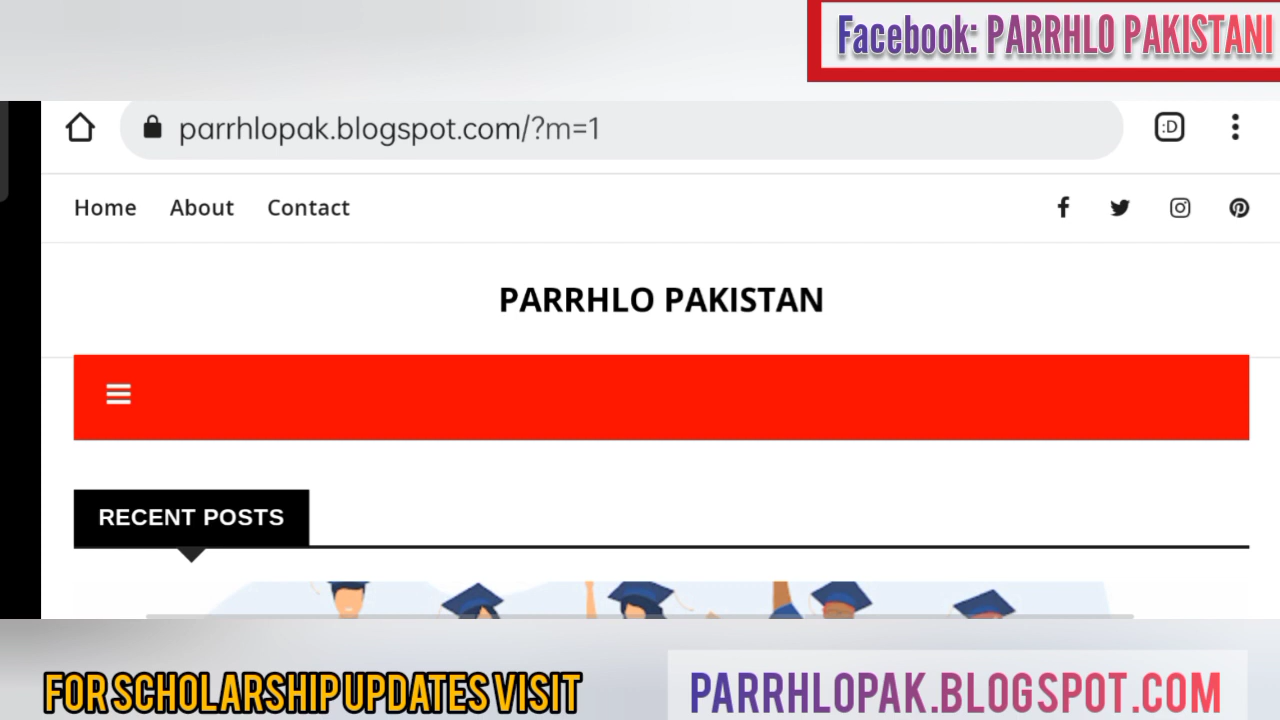 Facebook: PARRHLO PAKISTANI
parrhlopak.blogspot.com/?m=1
:D
Home About Contact
PARRHLO PAKISTAN
RECENT POSTS
FOR SCHOLARSHIP UPDATES VISIT
PARRHLOPAK.BLOGSPOT.COM